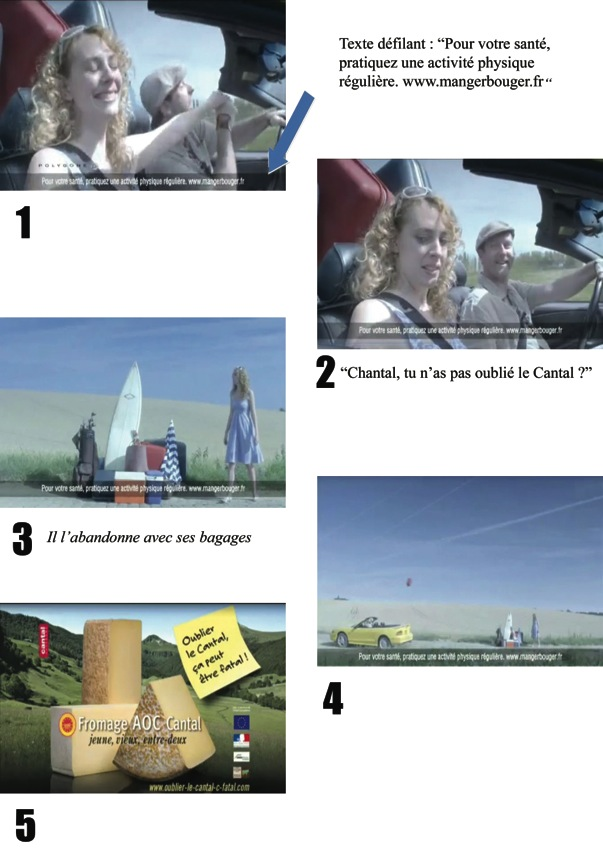 Texte défilant : “Pour votre santé,
pratiquez une activité physique
régulière. www.mangerbouger.fr “
POLYGONE
Pour votre santé, pratiquez une activité physique régulière. www.mangerbouger.fr
1
Pour votre santé, pratiquez une activité physique régulière. www.mangerbouger.fr
2 “Chantal, tu n’as pas oublié le Cantal ?”
Pour votre santé, pratiquez une activité physique régulière. www.mangerbouger.fr
3 Il l’abandonne avec ses bagages
Pour votre santé, pratiquez une activité physique régulière. www.mangerbouger.fr
4
cantal
Oublier
le Cantal,
ça peut
être fatal !
Fromage AOC Cantal
jeune, vieux, entre-deux
www.oublier-le-cantal-c-fatal.com
5